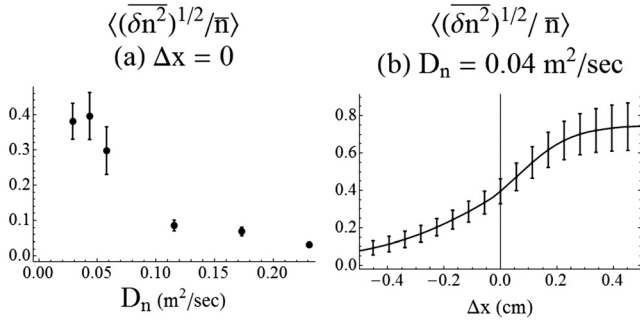 ⟨(δn²)^1/2/n̅⟩
(a) Δx = 0
0.4
0.3
0.2
0.1
0.0
0.00 0.05 0.10 0.15 0.20
Dₙ (m²/sec)
⟨(δn²)^1/2/ n̅⟩
(b) Dₙ = 0.04 m²/sec
0.8
0.6
0.4
0.2
0.0
−0.4 −0.2 0.0 0.2 0.4
Δx (cm)